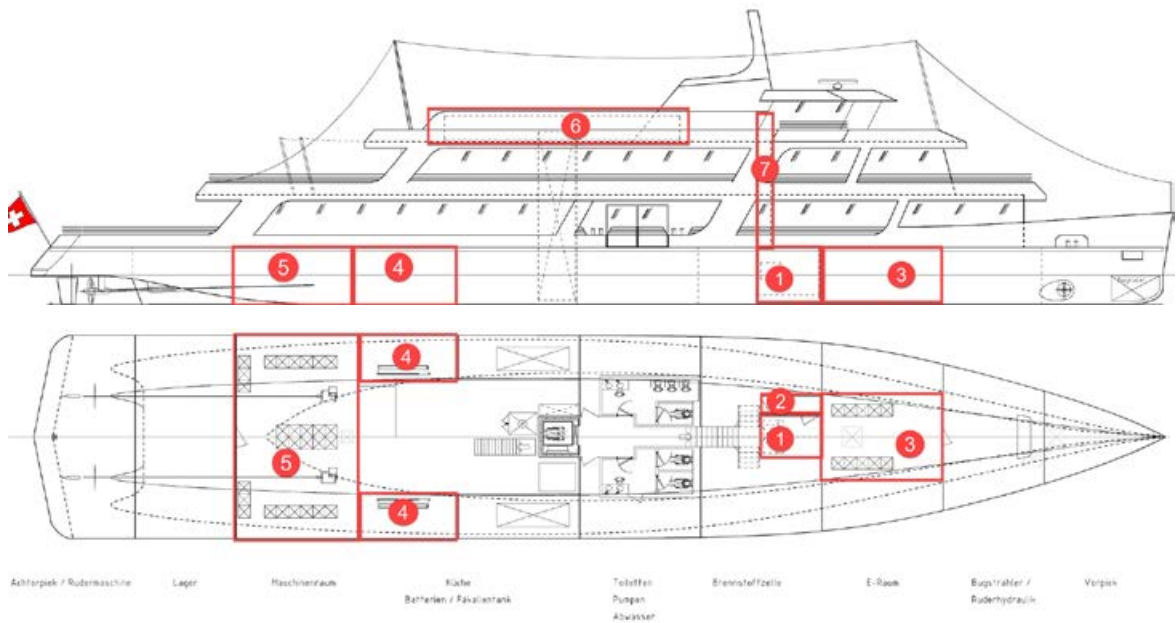 6
7
5
4
1
3
4
2
1
3
5
4
Achterpiek / Rudermaschine
Lager
Maschinenraum
Küche
Batterien / Fäkalientank
Toiletten
Pumpen
Abwasser
Brennstoffzelle
E-Raum
Bugstrahler /
Ruderhydraulik
Vorpiek